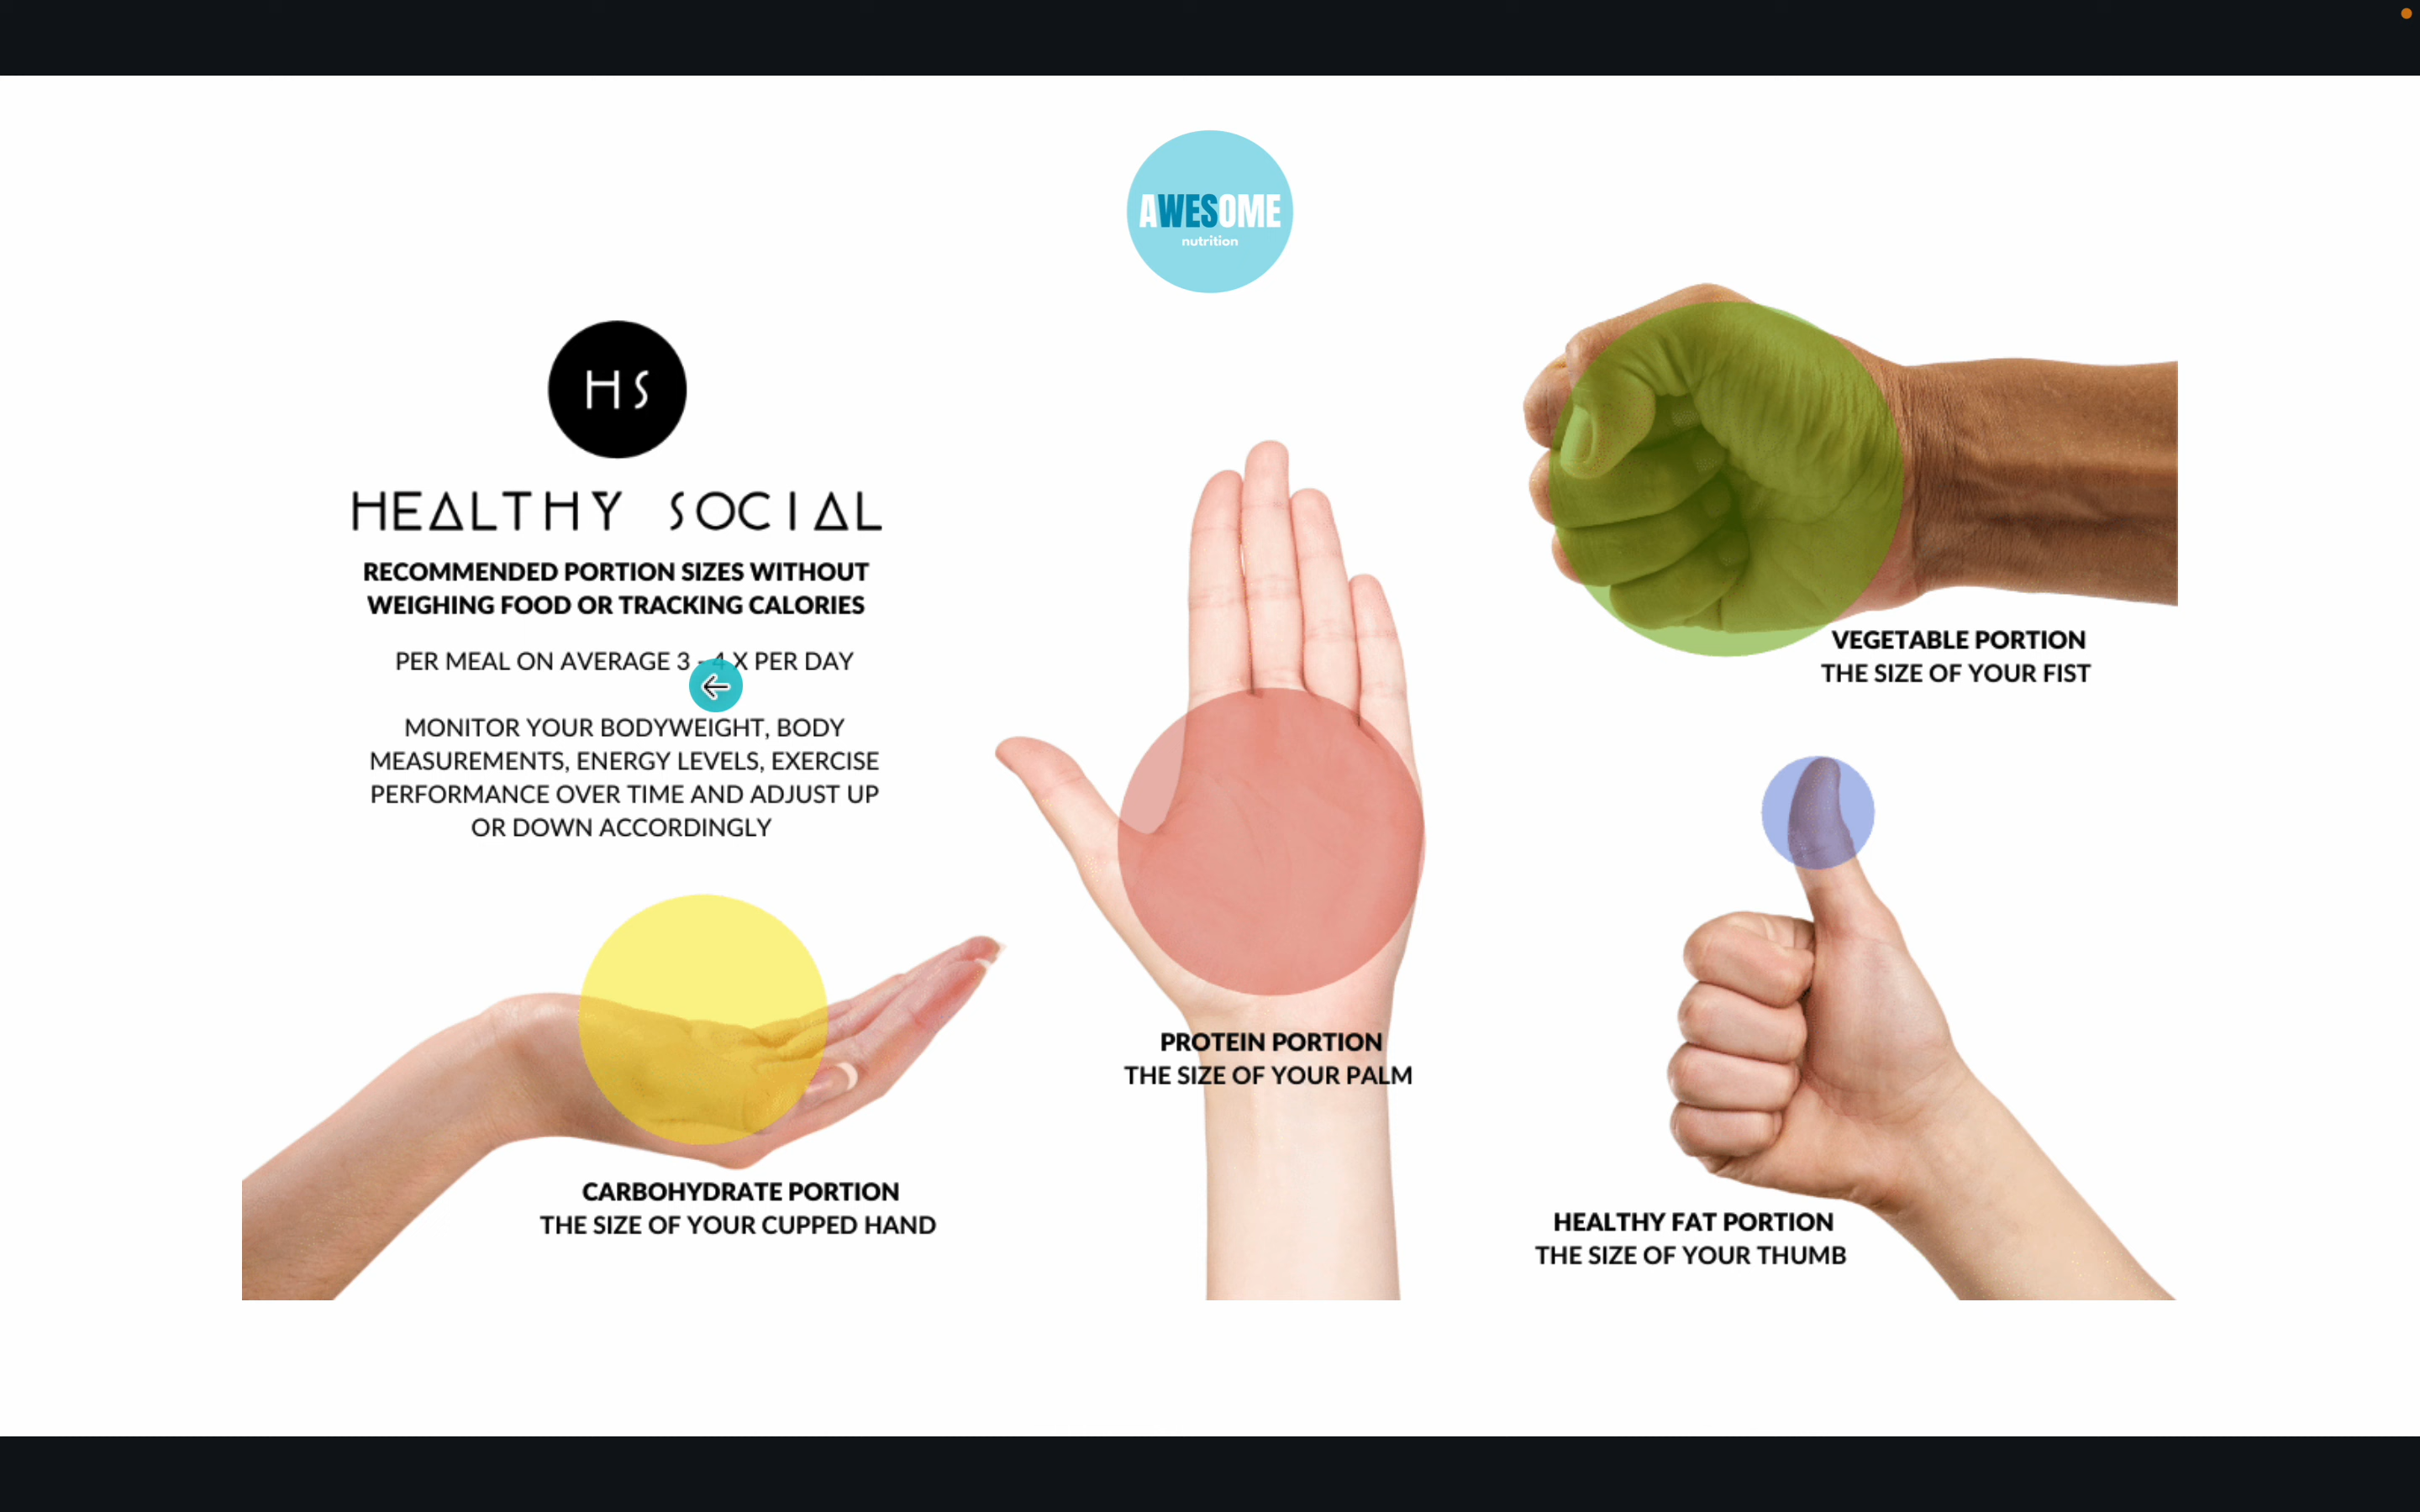 AWESOME
nutrition
HS
HEALTHY SOCIAL
RECOMMENDED PORTION SIZES WITHOUT
WEIGHING FOOD OR TRACKING CALORIES
PER MEAL ON AVERAGE 3 - 4 X PER DAY
MONITOR YOUR BODYWEIGHT, BODY
MEASUREMENTS, ENERGY LEVELS, EXERCISE
PERFORMANCE OVER TIME AND ADJUST UP
OR DOWN ACCORDINGLY
VEGETABLE PORTION
THE SIZE OF YOUR FIST
PROTEIN PORTION
THE SIZE OF YOUR PALM
CARBOHYDRATE PORTION
THE SIZE OF YOUR CUPPED HAND
HEALTHY FAT PORTION
THE SIZE OF YOUR THUMB